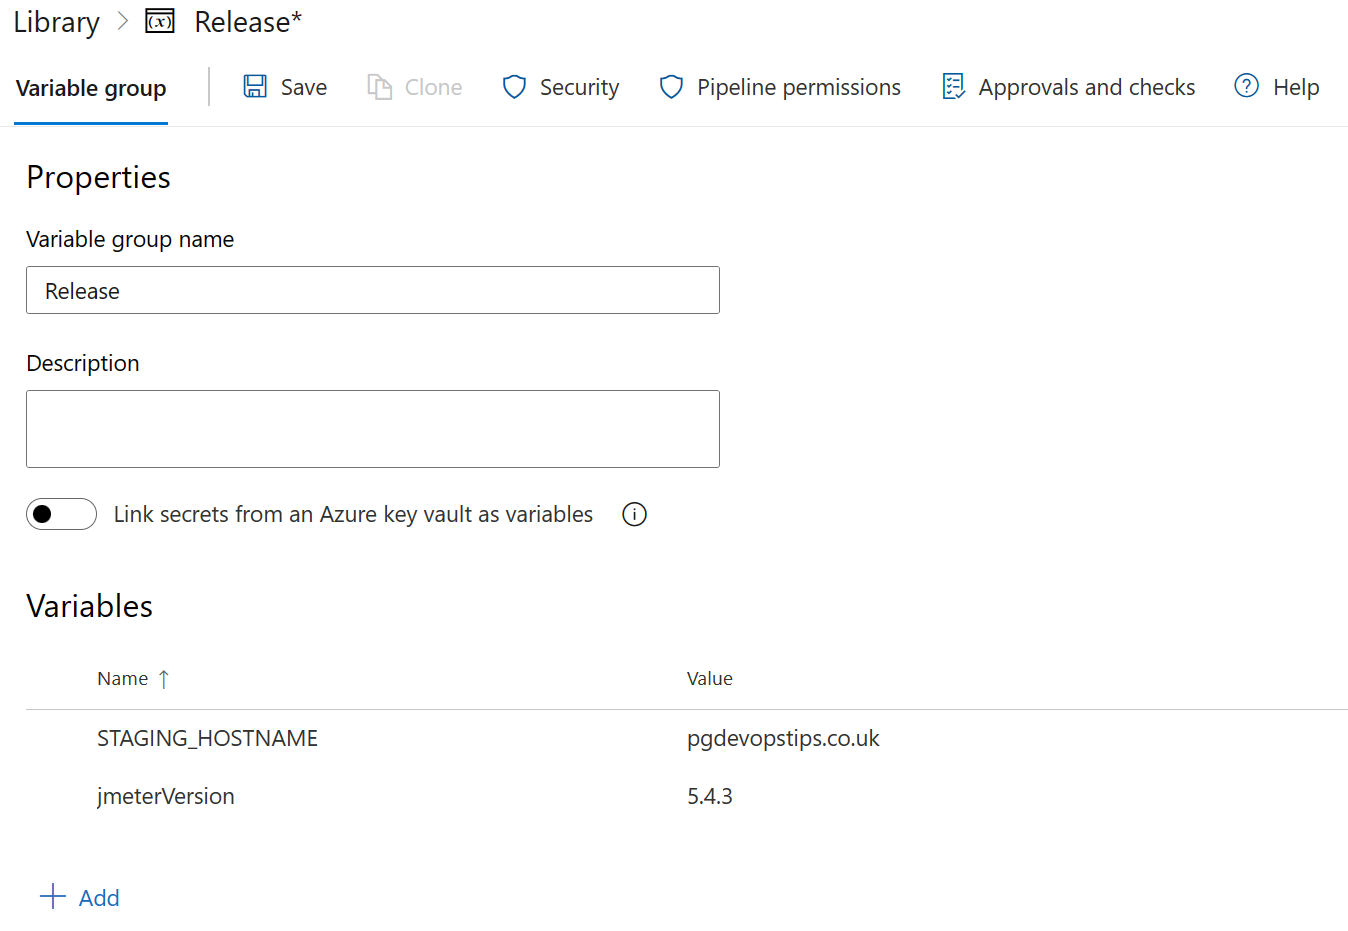 Library > (x) Release*
Variable group Save Clone Security Pipeline permissions Approvals and checks ? Help
Properties
Variable group name
Release
Description
Link secrets from an Azure key vault as variables i
Variables
Name ↑ Value
STAGING_HOSTNAME pgdevopstips.co.uk
jmeterVersion 5.4.3
+ Add